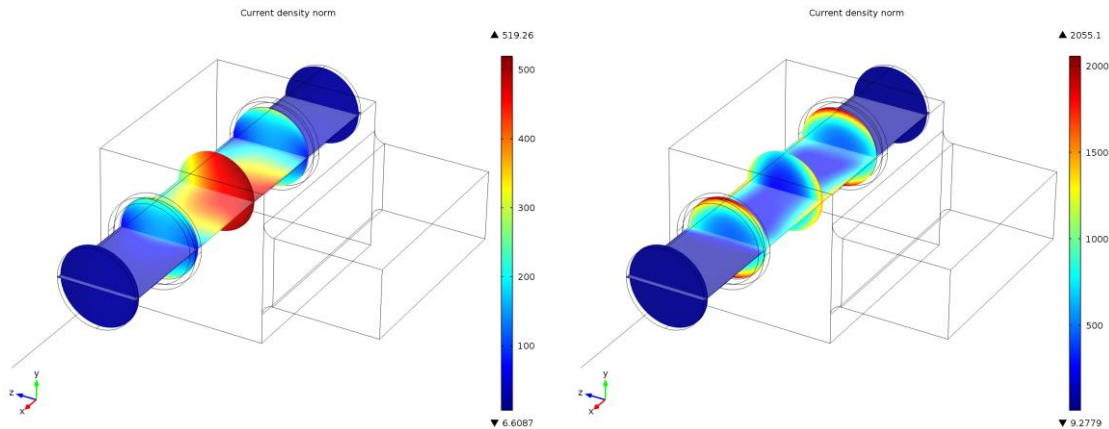 Current density norm
▲ 519.26
500
400
300
200
100
▼ 6.6087
y
z
x
Current density norm
▲ 2055.1
2000
1500
1000
500
▼ 9.2779
y
z
x